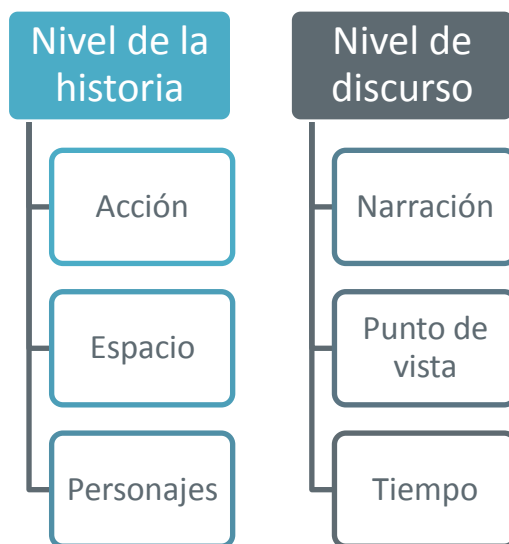 Nivel de la
historia
Acción
Espacio
Personajes
Nivel de
discurso
Narración
Punto de
vista
Tiempo